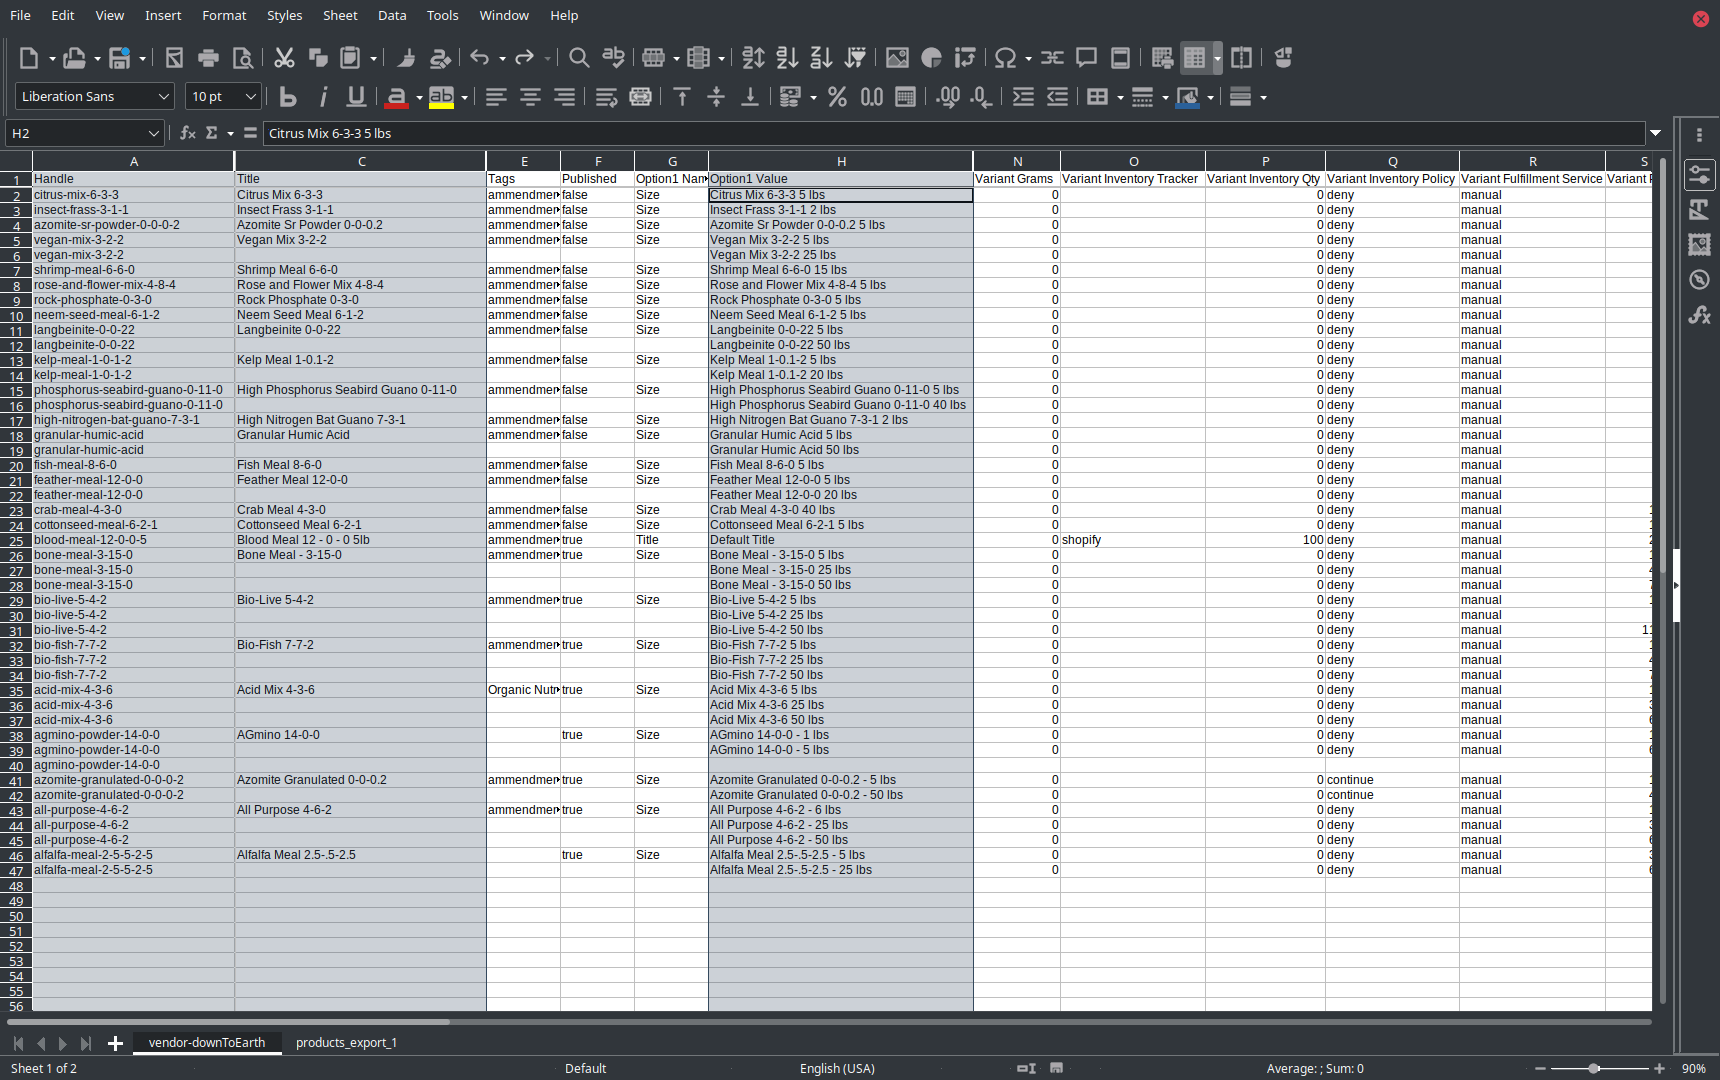 File Edit View Insert Format Styles Sheet Data Tools Window Help
Liberation Sans 10 pt
H2 Citrus Mix 6-3-3 5 lbs
A C E F G H N O P Q R S
1 Handle Title Tags Published Option1 Nam Option1 Value Variant Grams Variant Inventory Tracker Variant Inventory Qty Variant Inventory Policy Variant Fulfillment Service Variant
2 citrus-mix-6-3-3 Citrus Mix 6-3-3 ammendmer false Size Citrus Mix 6-3-3 5 lbs 0 0 deny manual
3 insect-frass-3-1-1 Insect Frass 3-1-1 ammendmer false Size Insect Frass 3-1-1 2 lbs 0 0 deny manual
4 azomite-sr-powder-0-0-0-2 Azomite Sr Powder 0-0-0.2 ammendmer false Size Azomite Sr Powder 0-0-0.2 5 lbs 0 0 deny manual
5 vegan-mix-3-2-2 Vegan Mix 3-2-2 ammendmer false Size Vegan Mix 3-2-2 5 lbs 0 0 deny manual
6 vegan-mix-3-2-2 Vegan Mix 3-2-2 25 lbs 0 0 deny manual
7 shrimp-meal-6-6-0 Shrimp Meal 6-6-0 ammendmer false Size Shrimp Meal 6-6-0 15 lbs 0 0 deny manual
8 rose-and-flower-mix-4-8-4 Rose and Flower Mix 4-8-4 ammendmer false Size Rose and Flower Mix 4-8-4 5 lbs 0 0 deny manual
9 rock-phosphate-0-3-0 Rock Phosphate 0-3-0 ammendmer false Size Rock Phosphate 0-3-0 5 lbs 0 0 deny manual
10 neem-seed-meal-6-1-2 Neem Seed Meal 6-1-2 ammendmer false Size Neem Seed Meal 6-1-2 5 lbs 0 0 deny manual
11 langbeinite-0-0-22 Langbeinite 0-0-22 ammendmer false Size Langbeinite 0-0-22 5 lbs 0 0 deny manual
12 langbeinite-0-0-22 Langbeinite 0-0-22 50 lbs 0 0 deny manual
13 kelp-meal-1-0-1-2 Kelp Meal 1-0.1-2 ammendmer false Size Kelp Meal 1-0.1-2 5 lbs 0 0 deny manual
14 kelp-meal-1-0-1-2 Kelp Meal 1-0.1-2 20 lbs 0 0 deny manual
15 phosphorus-seabird-guano-0-11-0 High Phosphorus Seabird Guano 0-11-0 ammendmer false Size High Phosphorus Seabird Guano 0-11-0 5 lbs 0 0 deny manual
16 phosphorus-seabird-guano-0-11-0 High Phosphorus Seabird Guano 0-11-0 40 lbs 0 0 deny manual
17 high-nitrogen-bat-guano-7-3-1 High Nitrogen Bat Guano 7-3-1 ammendmer false Size High Nitrogen Bat Guano 7-3-1 2 lbs 0 0 deny manual
18 granular-humic-acid Granular Humic Acid ammendmer false Size Granular Humic Acid 5 lbs 0 0 deny manual
19 granular-humic-acid Granular Humic Acid 50 lbs 0 0 deny manual
20 fish-meal-8-6-0 Fish Meal 8-6-0 ammendmer false Size Fish Meal 8-6-0 5 lbs 0 0 deny manual
21 feather-meal-12-0-0 Feather Meal 12-0-0 ammendmer false Size Feather Meal 12-0-0 5 lbs 0 0 deny manual
22 feather-meal-12-0-0 Feather Meal 12-0-0 20 lbs 0 0 deny manual
23 crab-meal-4-3-0 Crab Meal 4-3-0 ammendmer false Size Crab Meal 4-3-0 40 lbs 0 0 deny manual
24 cottonseed-meal-6-2-1 Cottonseed Meal 6-2-1 ammendmer false Size Cottonseed Meal 6-2-1 5 lbs 0 0 deny manual
25 blood-meal-12-0-0-5 Blood Meal 12 - 0 - 0 5lb ammendmer true Title Default Title 0 shopify 100 deny manual
26 bone-meal-3-15-0 Bone Meal - 3-15-0 ammendmer true Size Bone Meal - 3-15-0 5 lbs 0 0 deny manual
27 bone-meal-3-15-0 Bone Meal - 3-15-0 25 lbs 0 0 deny manual
28 bone-meal-3-15-0 Bone Meal - 3-15-0 50 lbs 0 0 deny manual
29 bio-live-5-4-2 Bio-Live 5-4-2 ammendmer true Size Bio-Live 5-4-2 5 lbs 0 0 deny manual
30 bio-live-5-4-2 Bio-Live 5-4-2 25 lbs 0 0 deny manual
31 bio-live-5-4-2 Bio-Live 5-4-2 50 lbs 0 0 deny manual
32 bio-fish-7-7-2 Bio-Fish 7-7-2 ammendmer true Size Bio-Fish 7-7-2 5 lbs 0 0 deny manual
33 bio-fish-7-7-2 Bio-Fish 7-7-2 25 lbs 0 0 deny manual
34 bio-fish-7-7-2 Bio-Fish 7-7-2 50 lbs 0 0 deny manual
35 acid-mix-4-3-6 Acid Mix 4-3-6 Organic Nutr true Size Acid Mix 4-3-6 5 lbs 0 0 deny manual
36 acid-mix-4-3-6 Acid Mix 4-3-6 25 lbs 0 0 deny manual
37 acid-mix-4-3-6 Acid Mix 4-3-6 50 lbs 0 0 deny manual
38 agmino-powder-14-0-0 AGmino 14-0-0 true Size AGmino 14-0-0 - 1 lbs 0 0 deny manual
39 agmino-powder-14-0-0 AGmino 14-0-0 - 5 lbs 0 0 deny manual
40 agmino-powder-14-0-0
41 azomite-granulated-0-0-0-2 Azomite Granulated 0-0-0.2 ammendmer true Size Azomite Granulated 0-0-0.2 - 5 lbs 0 0 continue manual
42 azomite-granulated-0-0-0-2 Azomite Granulated 0-0-0.2 - 50 lbs 0 0 continue manual
43 all-purpose-4-6-2 All Purpose 4-6-2 ammendmer true Size All Purpose 4-6-2 - 6 lbs 0 0 deny manual
44 all-purpose-4-6-2 All Purpose 4-6-2 - 25 lbs 0 0 deny manual
45 all-purpose-4-6-2 All Purpose 4-6-2 - 50 lbs 0 0 deny manual
46 alfalfa-meal-2-5-5-2-5 Alfalfa Meal 2.5-.5-2.5 true Size Alfalfa Meal 2.5-.5-2.5 - 5 lbs 0 0 deny manual
47 alfalfa-meal-2-5-5-2-5 Alfalfa Meal 2.5-.5-2.5 - 25 lbs 0 0 deny manual
48
49
50
51
52
53
54
55
56
vendor-downToEarth products_export_1
Sheet 1 of 2 Default English (USA) Average: ; Sum: 0 90%